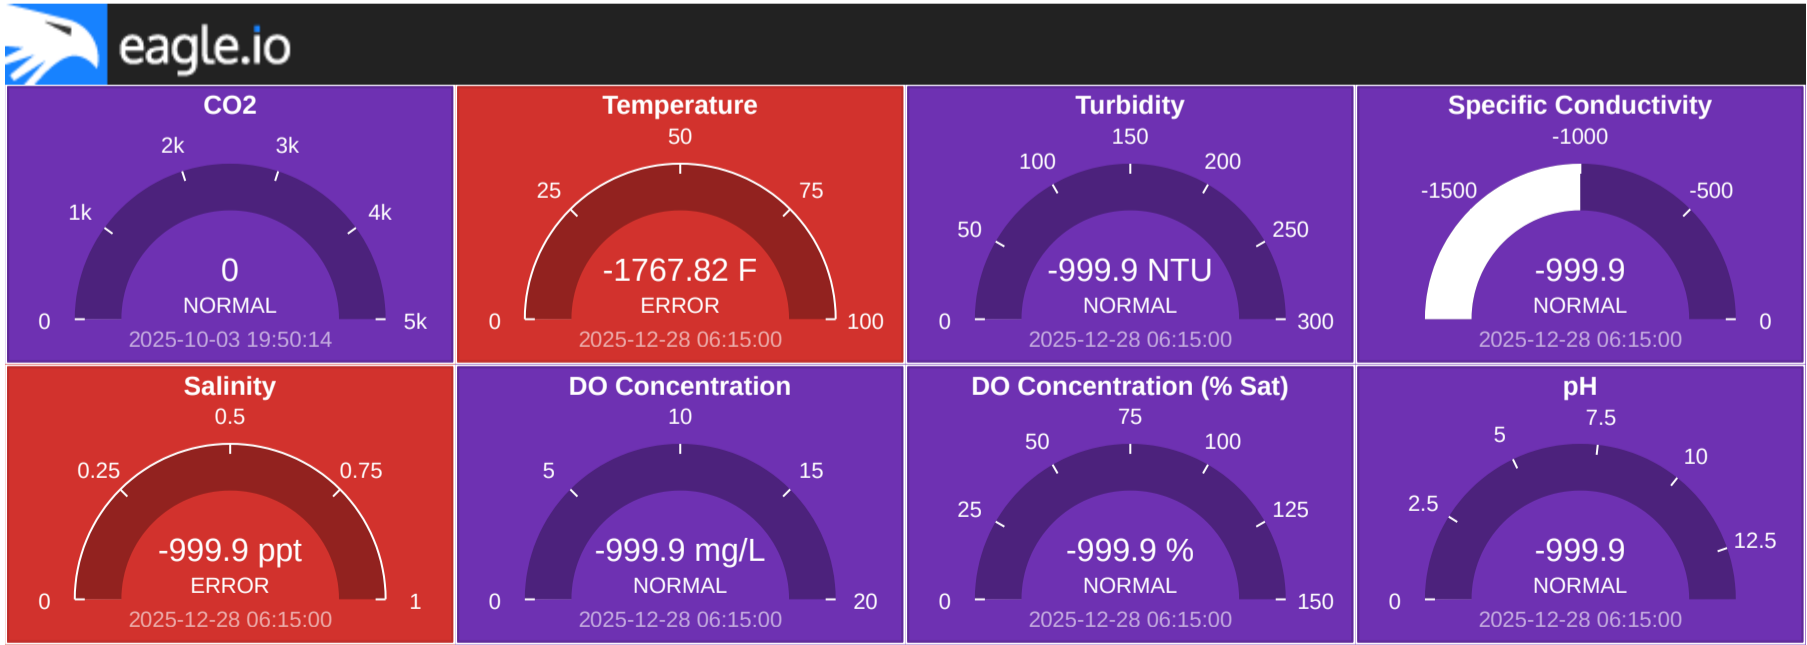 eagle.io
CO2
0
1k
2k
3k
4k
5k
0
NORMAL
2025-10-03 19:50:14
Temperature
0
25
50
75
100
-1767.82 F
ERROR
2025-12-28 06:15:00
Turbidity
0
50
100
150
200
250
300
-999.9 NTU
NORMAL
2025-12-28 06:15:00
Specific Conductivity
-1500
-1000
-500
0
-999.9
NORMAL
2025-12-28 06:15:00
Salinity
0
0.25
0.5
0.75
1
-999.9 ppt
ERROR
2025-12-28 06:15:00
DO Concentration
0
5
10
15
20
-999.9 mg/L
NORMAL
2025-12-28 06:15:00
DO Concentration (% Sat)
0
25
50
75
100
125
150
-999.9 %
NORMAL
2025-12-28 06:15:00
pH
0
2.5
5
7.5
10
12.5
-999.9
NORMAL
2025-12-28 06:15:00